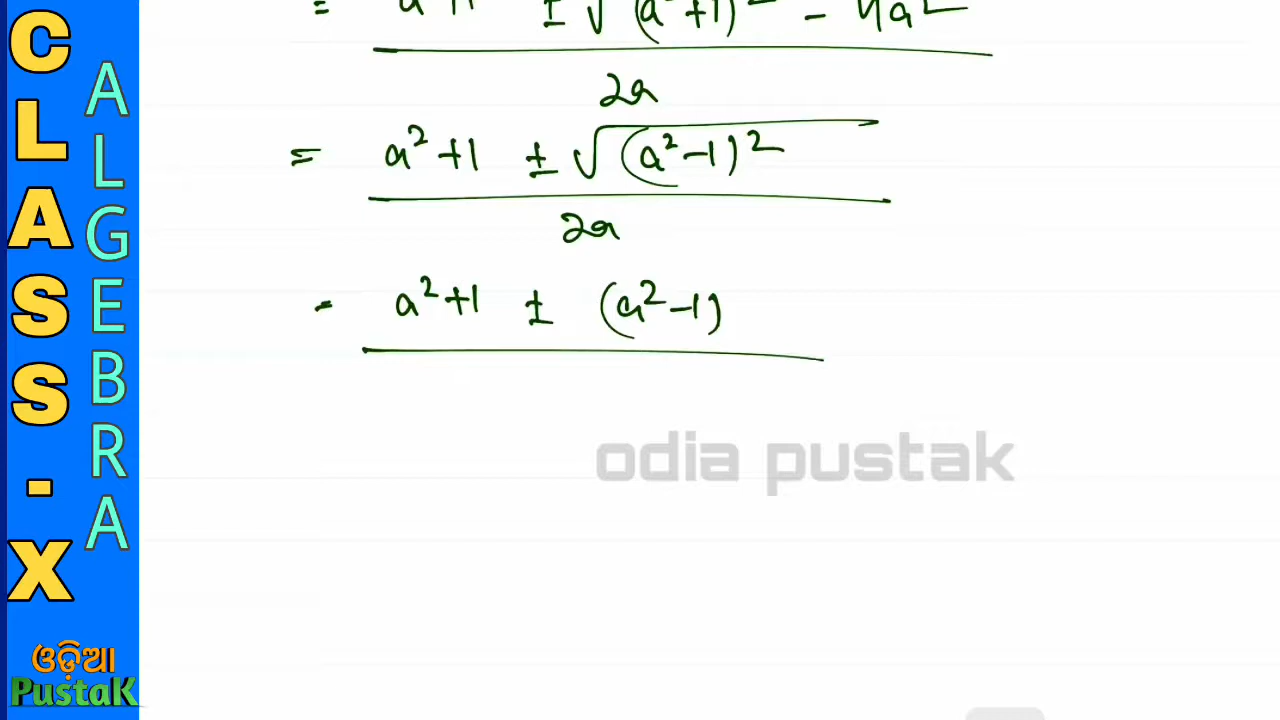 CLASS-X
ALGEBRA
ଓଡ଼ିଆ
PustaK
= a²+1 ± √(a²+1)² - 4a²
2a
= a²+1 ± √(a²-1)²
2a
= a²+1 ± (a²-1)
odia pustak